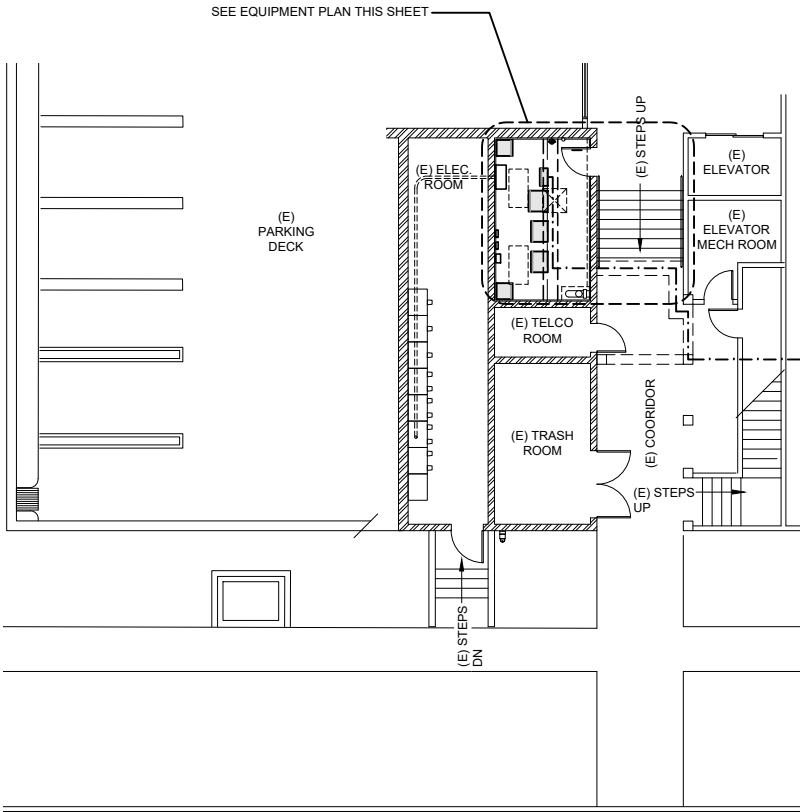 SEE EQUIPMENT PLAN THIS SHEET
(E) STEPS UP
(E)
ELEVATOR
(E) ELEC.
ROOM
(E)
PARKING
DECK
(E)
ELEVATOR
MECH ROOM
(E) TELCO
ROOM
(E) COORIDOR
(E) TRASH
ROOM
(E) STEPS
UP
(E) STEPS
DN